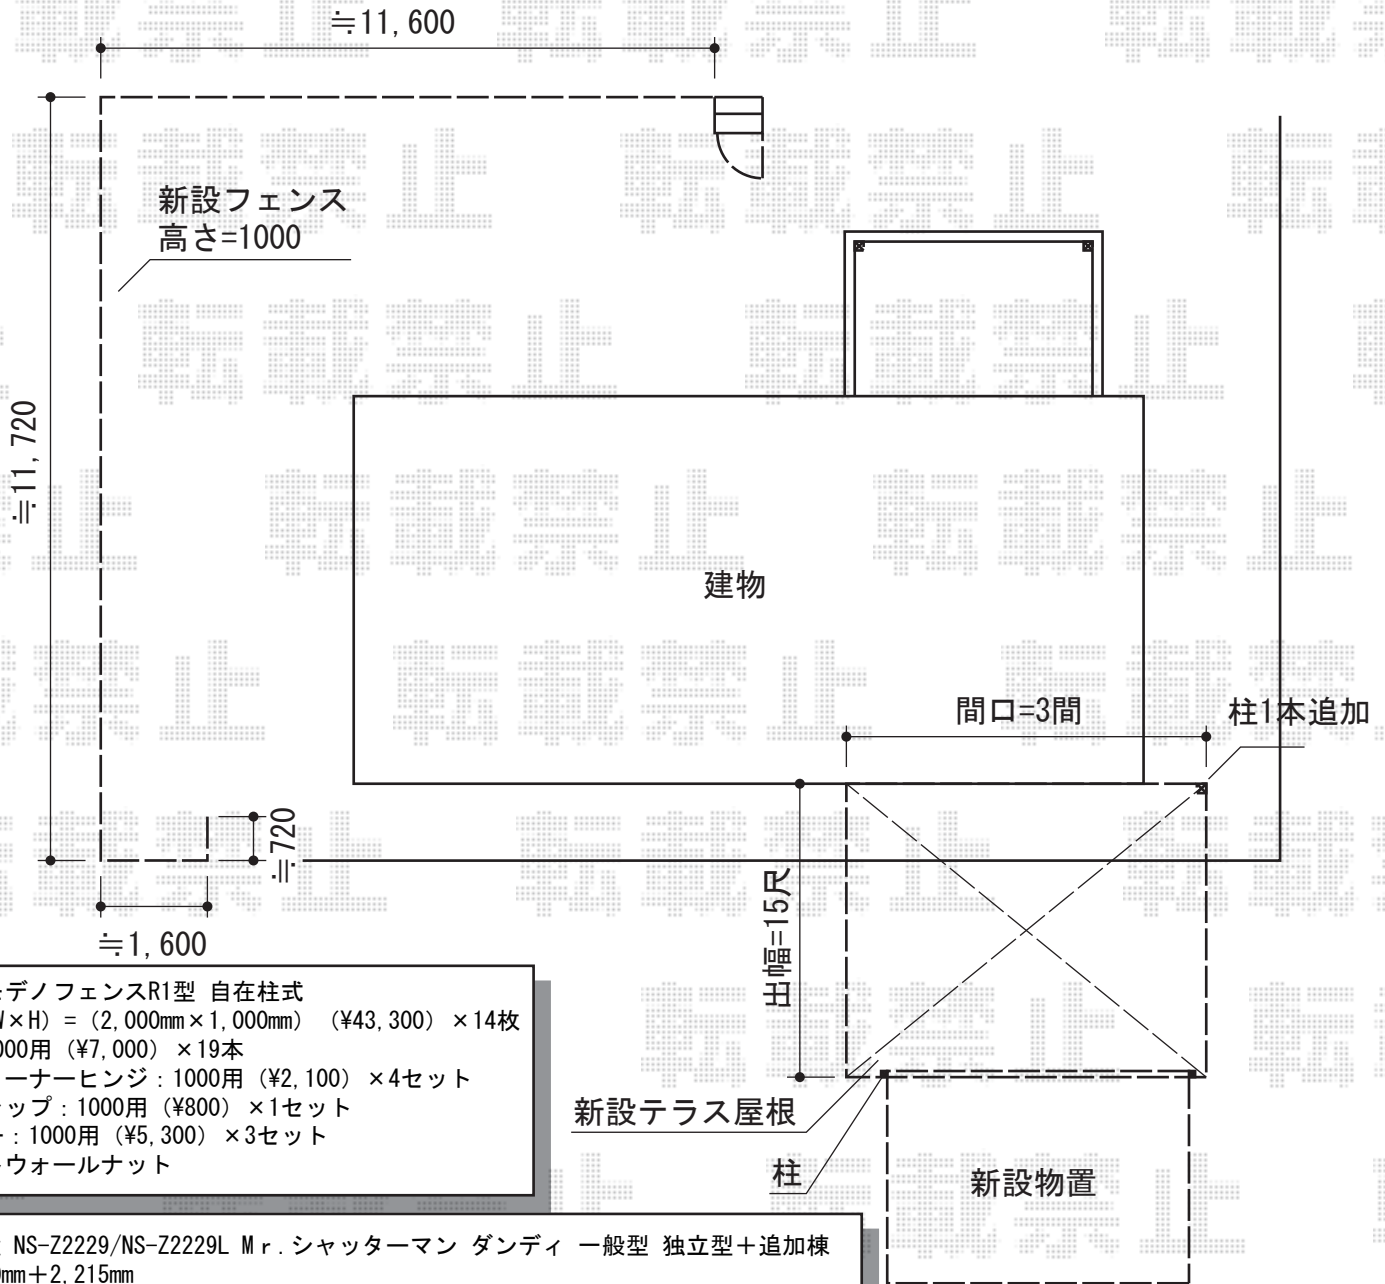 ≒11,600
新設フェンス
高さ=1000
≒11,720
建物
間口=3間
柱1本追加
≒720
出幅=15尺
≒1,600
デノフェンスR1型 自在柱式
×H) = (2,000mm×1,000mm) (¥43,300) ×14枚
000用 (¥7,000) ×19本
ーナーヒンジ：1000用 (¥2,100) ×4セット
ップ：1000用 (¥800) ×1セット
：1000用 (¥5,300) ×3セット
ウォールナット
新設テラス屋根
柱
新設物置
NS-Z2229/NS-Z2229L Mr.シャッターマン ダンディ 一般型 独立型＋追加棟
mm＋2,215mm
転載禁止